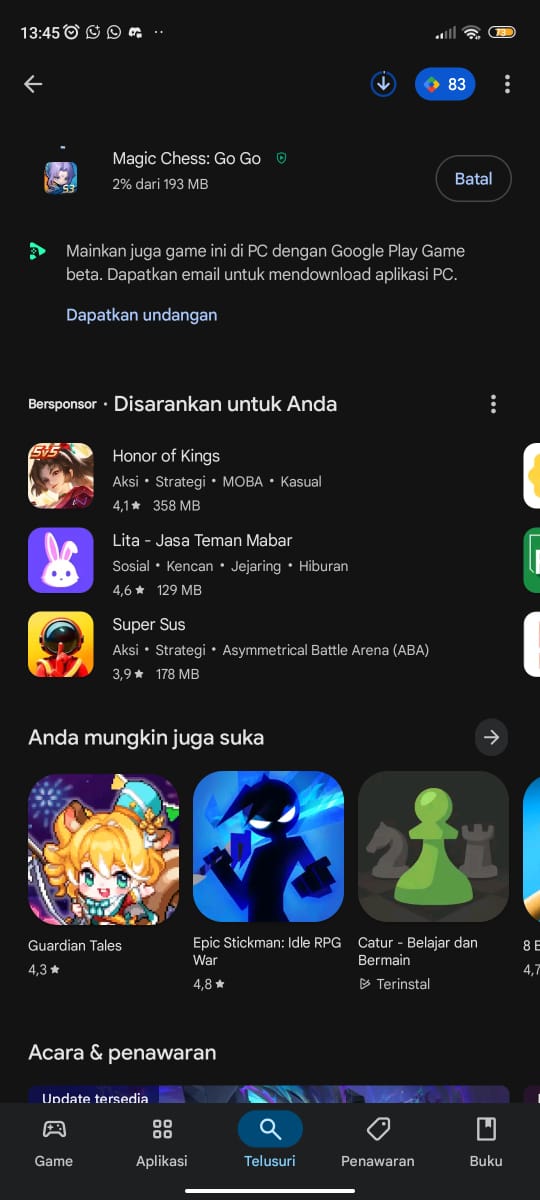 13:45
73
83
Magic Chess: Go Go
2% dari 193 MB
Batal
S3
Mainkan juga game ini di PC dengan Google Play Game
beta. Dapatkan email untuk mendownload aplikasi PC.
Dapatkan undangan
Bersponsor • Disarankan untuk Anda
5V5
Honor of Kings
Aksi • Strategi • MOBA • Kasual
4,1★ 358 MB
Lita - Jasa Teman Mabar
Sosial • Kencan • Jejaring • Hiburan
4,6★ 129 MB
Super Sus
Aksi • Strategi • Asymmetrical Battle Arena (ABA)
3,9★ 178 MB
Anda mungkin juga suka
Guardian Tales
4,3★
Epic Stickman: Idle RPG
War
4,8★
Catur - Belajar dan
Bermain
Terinstal
8 B
4,7
Acara & penawaran
Update tersedia
Game
Aplikasi
Telusuri
Penawaran
Buku